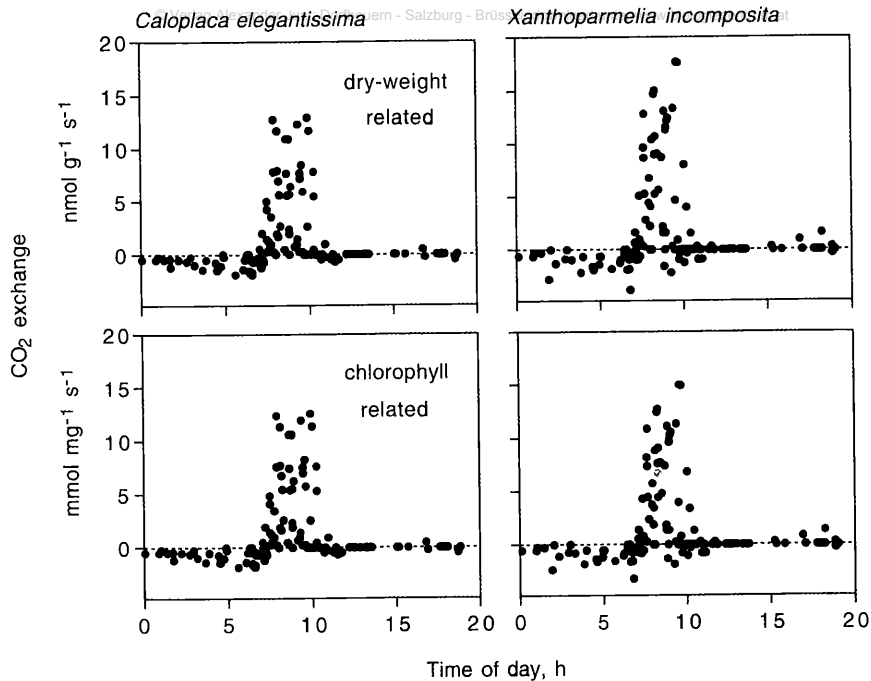 Caloplaca elegantissima
Xanthoparmelia incomposita
20
15
10
5
0
nmol g-1 s-1
dry-weight
related
CO2 exchange
20
15
10
5
0
mmol mg-1 s-1
chlorophyll
related
0 5 10 15 20
0 5 10 15 20
Time of day, h